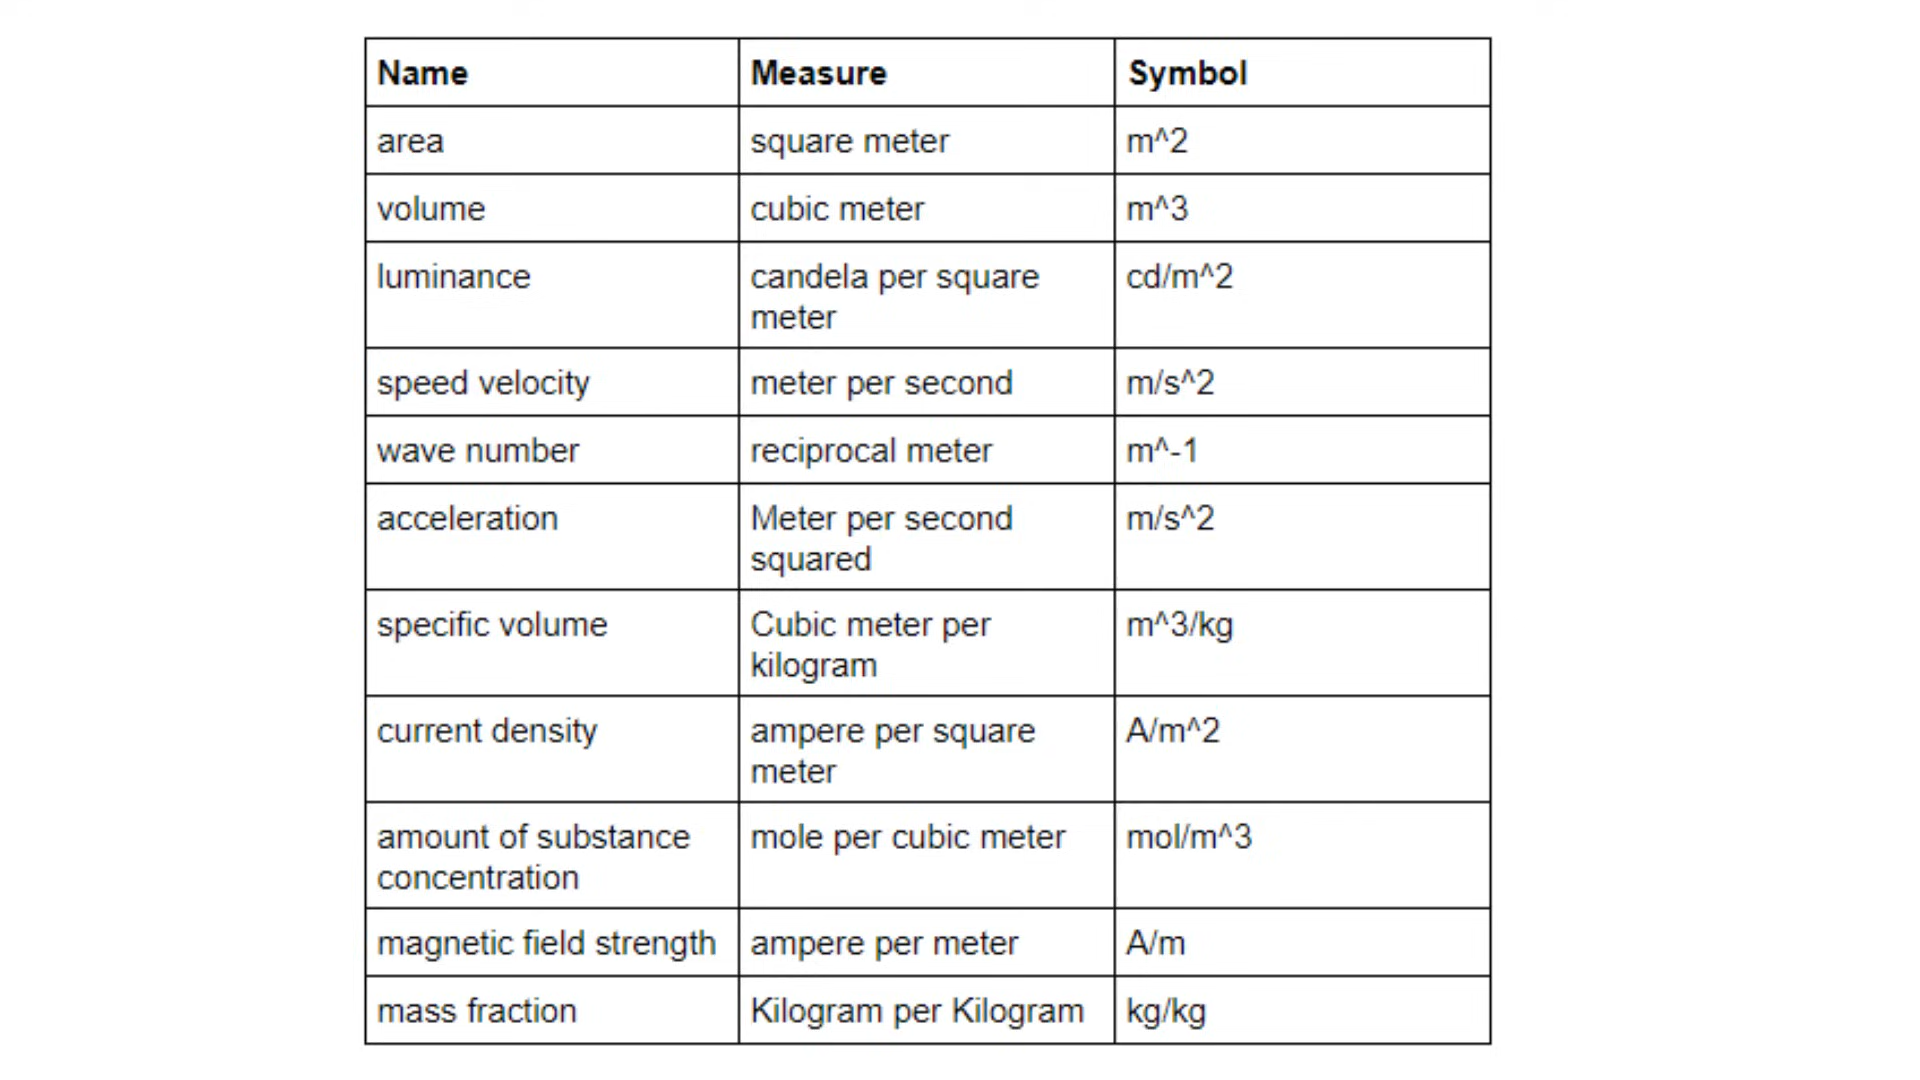 Name Measure Symbol
area square meter m^2
volume cubic meter m^3
luminance candela per square cd/m^2
meter
speed velocity meter per second m/s^2
wave number reciprocal meter m^-1
acceleration Meter per second m/s^2
squared
specific volume Cubic meter per m^3/kg
kilogram
current density ampere per square A/m^2
meter
amount of substance mole per cubic meter mol/m^3
concentration
magnetic field strength ampere per meter A/m
mass fraction Kilogram per Kilogram kg/kg